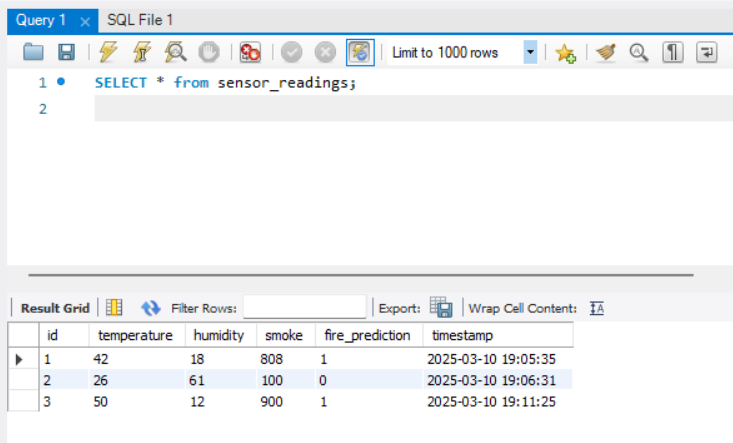 Query 1 × SQL File 1
Limit to 1000 rows
1 SELECT * from sensor_readings;
2
Result Grid Filter Rows: Export: Wrap Cell Content: IA
id temperature humidity smoke fire_prediction timestamp
1 42 18 808 1 2025-03-10 19:05:35
2 26 61 100 0 2025-03-10 19:06:31
3 50 12 900 1 2025-03-10 19:11:25